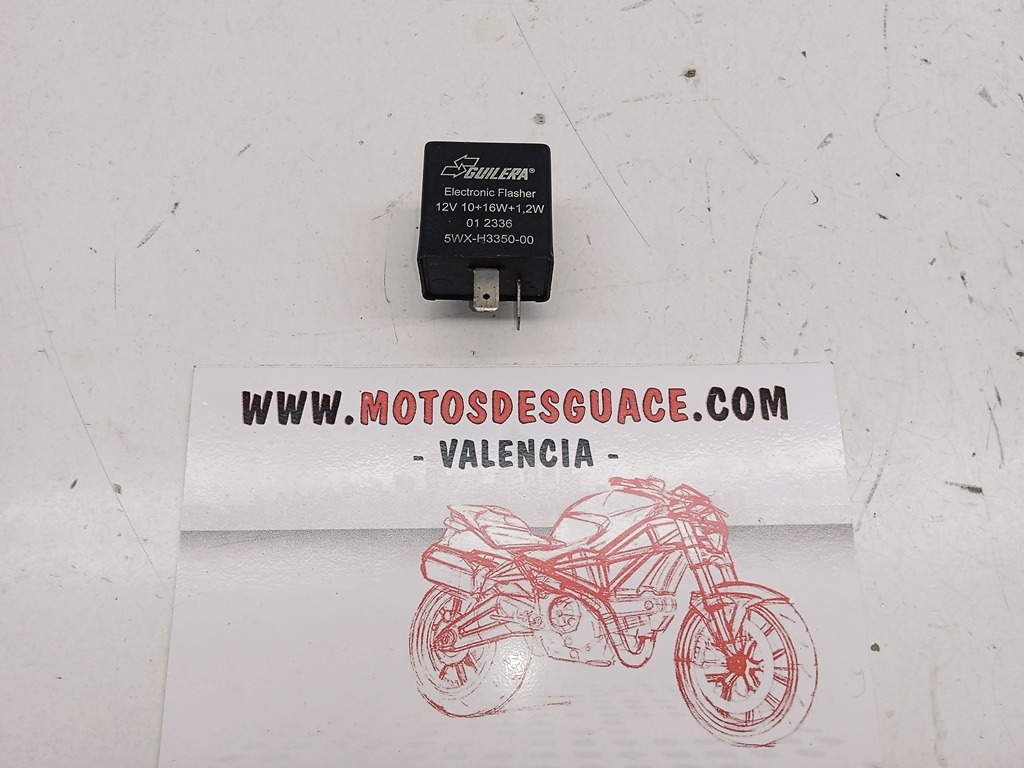 GUILERA®
Electronic Flasher
12V 10+16W+1,2W
01 2336
5WX-H3350-00
WWW.MOTOSDESGUACE.COM
- VALENCIA -